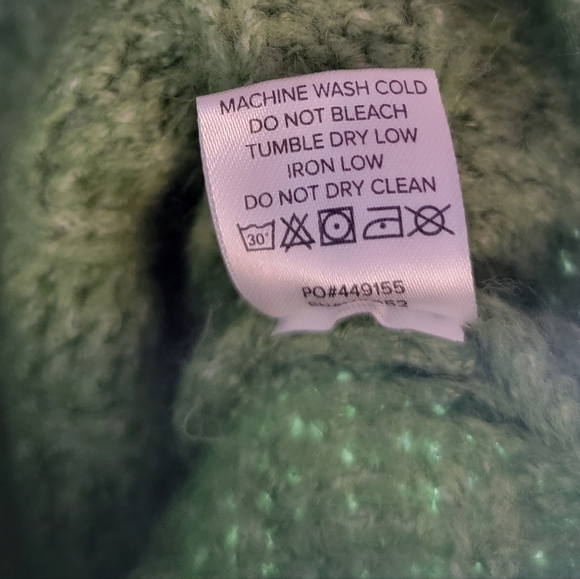 MACHINE WASH COLD
DO NOT BLEACH
TUMBLE DRY LOW
IRON LOW
DO NOT DRY CLEAN
30°
PO#449155